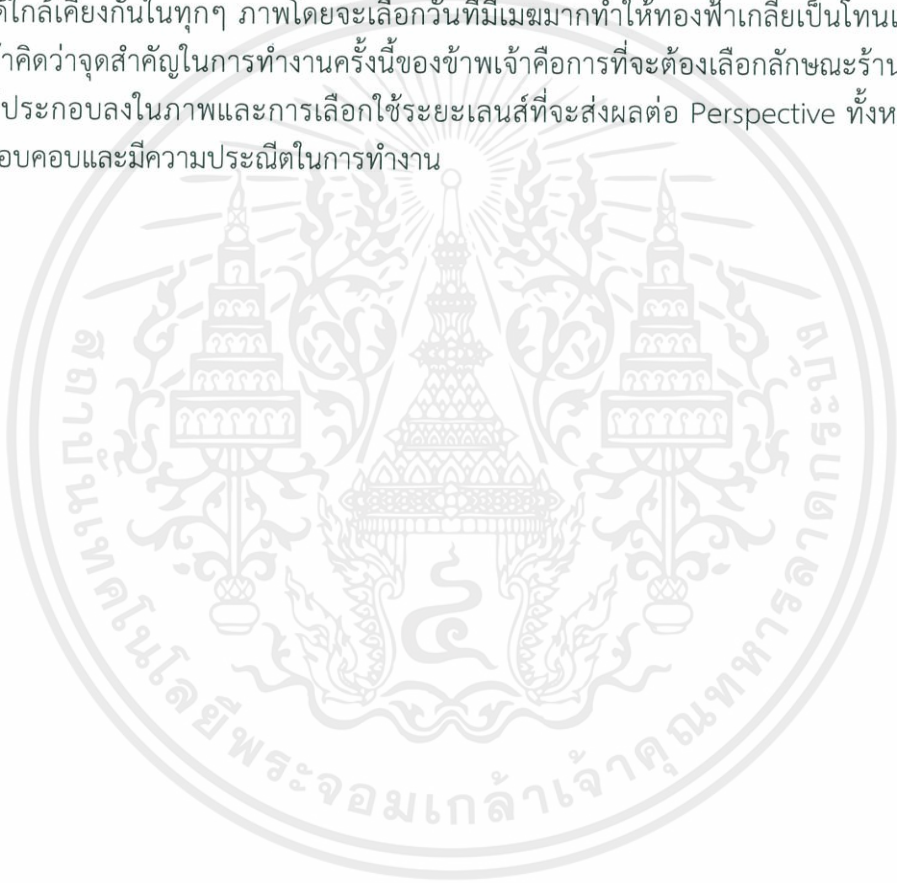 ใกล้เคียงกันในทุกๆ ภาพโดยจะเลือกวันที่มีเมฆมากทำให้ทองฟ้าเกลี่ยเป็นโทน
คิดว่าจุดสำคัญในการทำงานครั้งนี้ของข้าพเจ้าคือการที่จะต้องเลือกลักษณะร้าน
ประกอบลงในภาพและการเลือกใช้ระยะเลนส์ที่จะส่งผลต่อ Perspective
อบคอบและมีความประณีตในการทำงาน
สถาบันเทคโนโลยีพระจอมเกล้าเจ้าคุณทหารลาดกระบัง